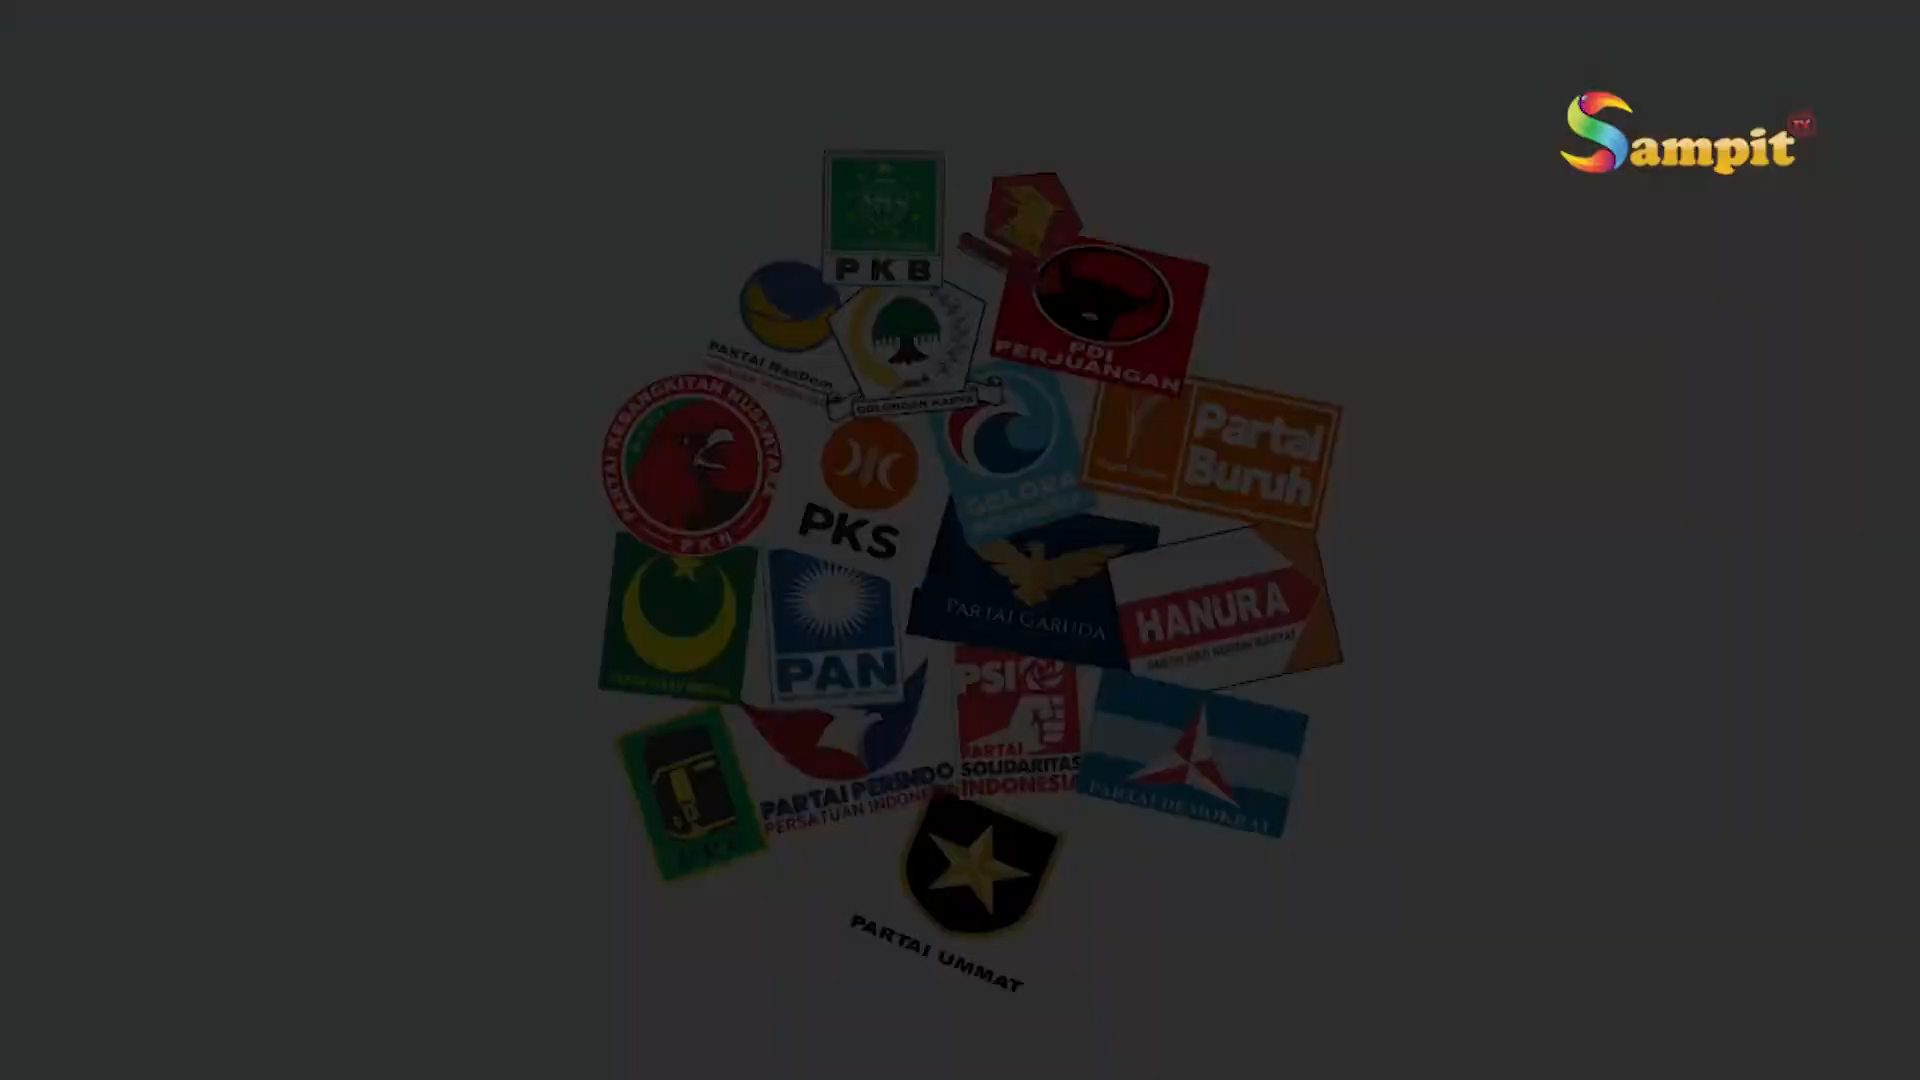 Sampit TV
PKB
PDI
PERJUANGAN
PARTAI NasDem
GOLONGAN KARYA
PARTAI KEBANGKITAN NUSANTARA
PKN
PKS
GELORA
Partai
Buruh
PARTAI GARUDA
HANURA
PAN
PSI
PARTAI
SOLIDARITAS
INDONESIA
PARTAI PERINDO
PERSATUAN INDONESIA
PARTAI DEMOKRAT
PARTAI UMMAT